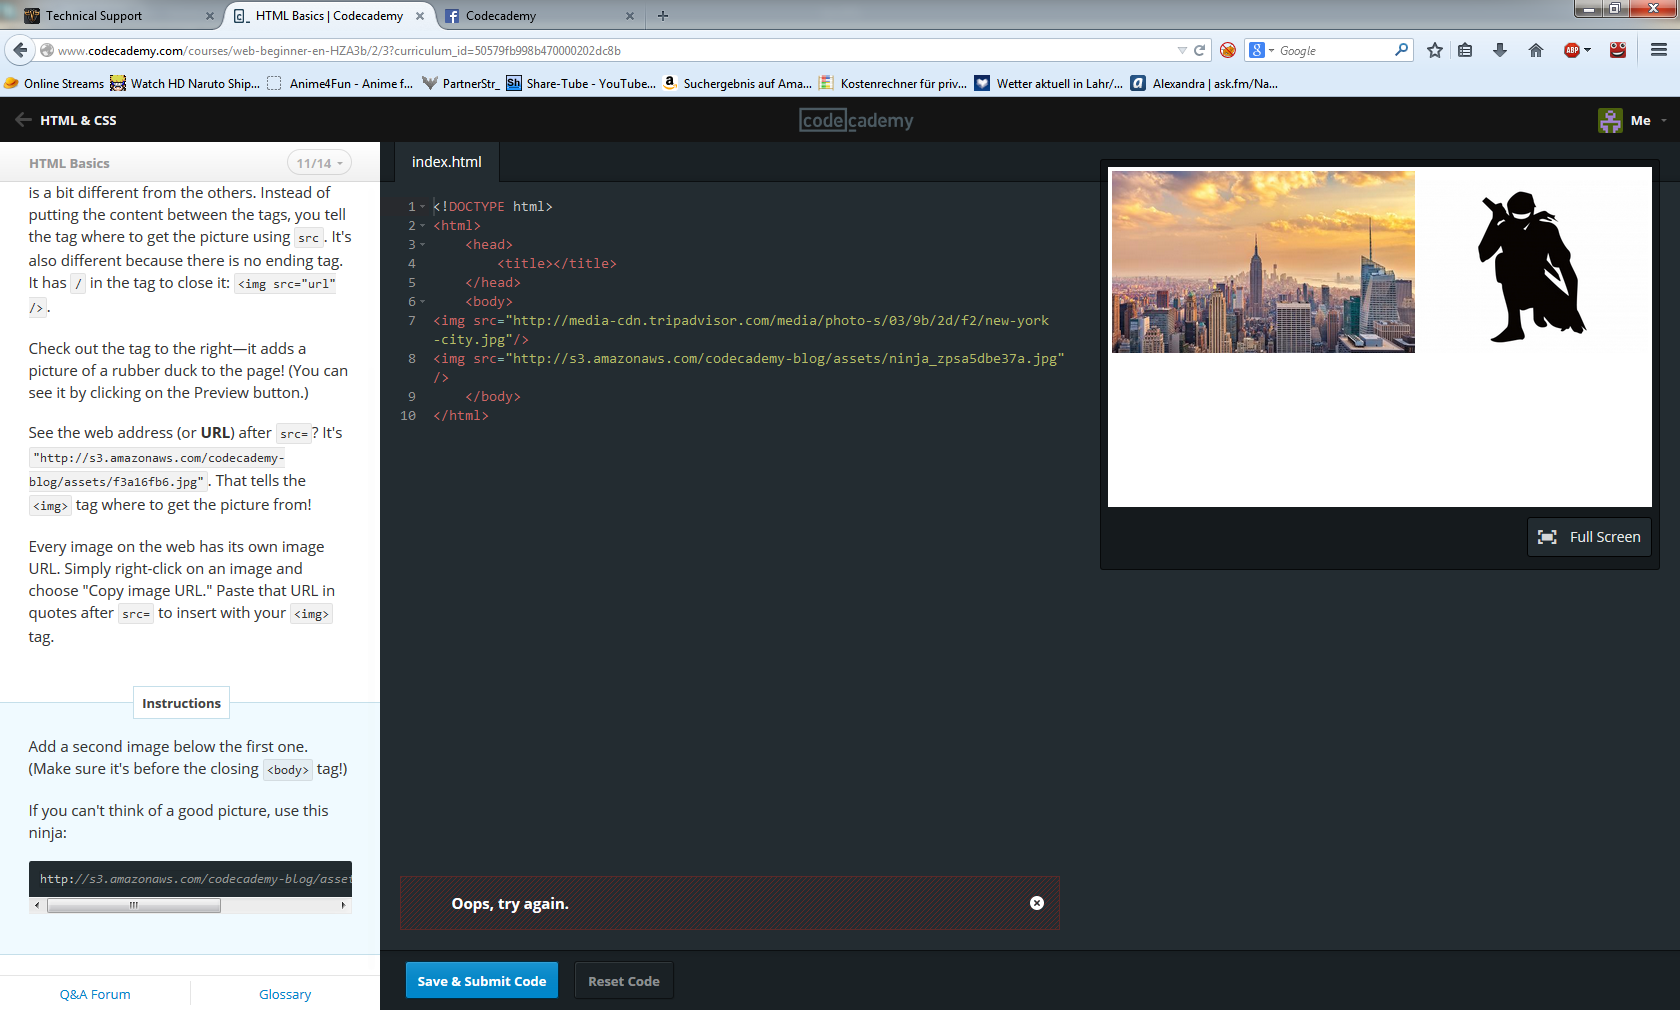 Technical Support
HTML Basics | Codecademy
Codecademy
www.codecademy.com/courses/web-beginner-en-HZA3b/2/3?curriculum_id=50579fb998b470000202dc8b
Google
ABP
Online Streams
Watch HD Naruto Ship...
Anime4Fun - Anime f...
PartnerStr_
Sh
Share-Tube - YouTube...
Suchergebnis auf Ama...
Kostenrechner für priv...
Wetter aktuell in Lahr/...
Alexandra | ask.fm/Na...
HTML & CSS
codecademy
Me
HTML Basics
11/14
is a bit different from the others. Instead of
putting the content between the tags, you tell
the tag where to get the picture using src . It's
also different because there is no ending tag.
It has / in the tag to close it: <img src="url"
/> .
Check out the tag to the right—it adds a
picture of a rubber duck to the page! (You can
see it by clicking on the Preview button.)
See the web address (or URL) after src= ? It's
"http://s3.amazonaws.com/codecademy-
blog/assets/f3a16fb6.jpg" . That tells the
<img> tag where to get the picture from!
Every image on the web has its own image
URL. Simply right-click on an image and
choose "Copy image URL." Paste that URL in
quotes after src= to insert with your <img>
tag.
Instructions
Add a second image below the first one.
(Make sure it's before the closing <body> tag!)
If you can't think of a good picture, use this
ninja:
http://s3.amazonaws.com/codecademy-blog/asset
Q&A Forum
Glossary
index.html
1 <!DOCTYPE html>
2 <html>
3 <head>
4 <title></title>
5 </head>
6 <body>
7 <img src="http://media-cdn.tripadvisor.com/media/photo-s/03/9b/2d/f2/new-york
-city.jpg"/>
8 <img src="http://s3.amazonaws.com/codecademy-blog/assets/ninja_zpsa5dbe37a.jpg"
/>
9 </body>
10 </html>
Full Screen
Oops, try again.
Save & Submit Code
Reset Code